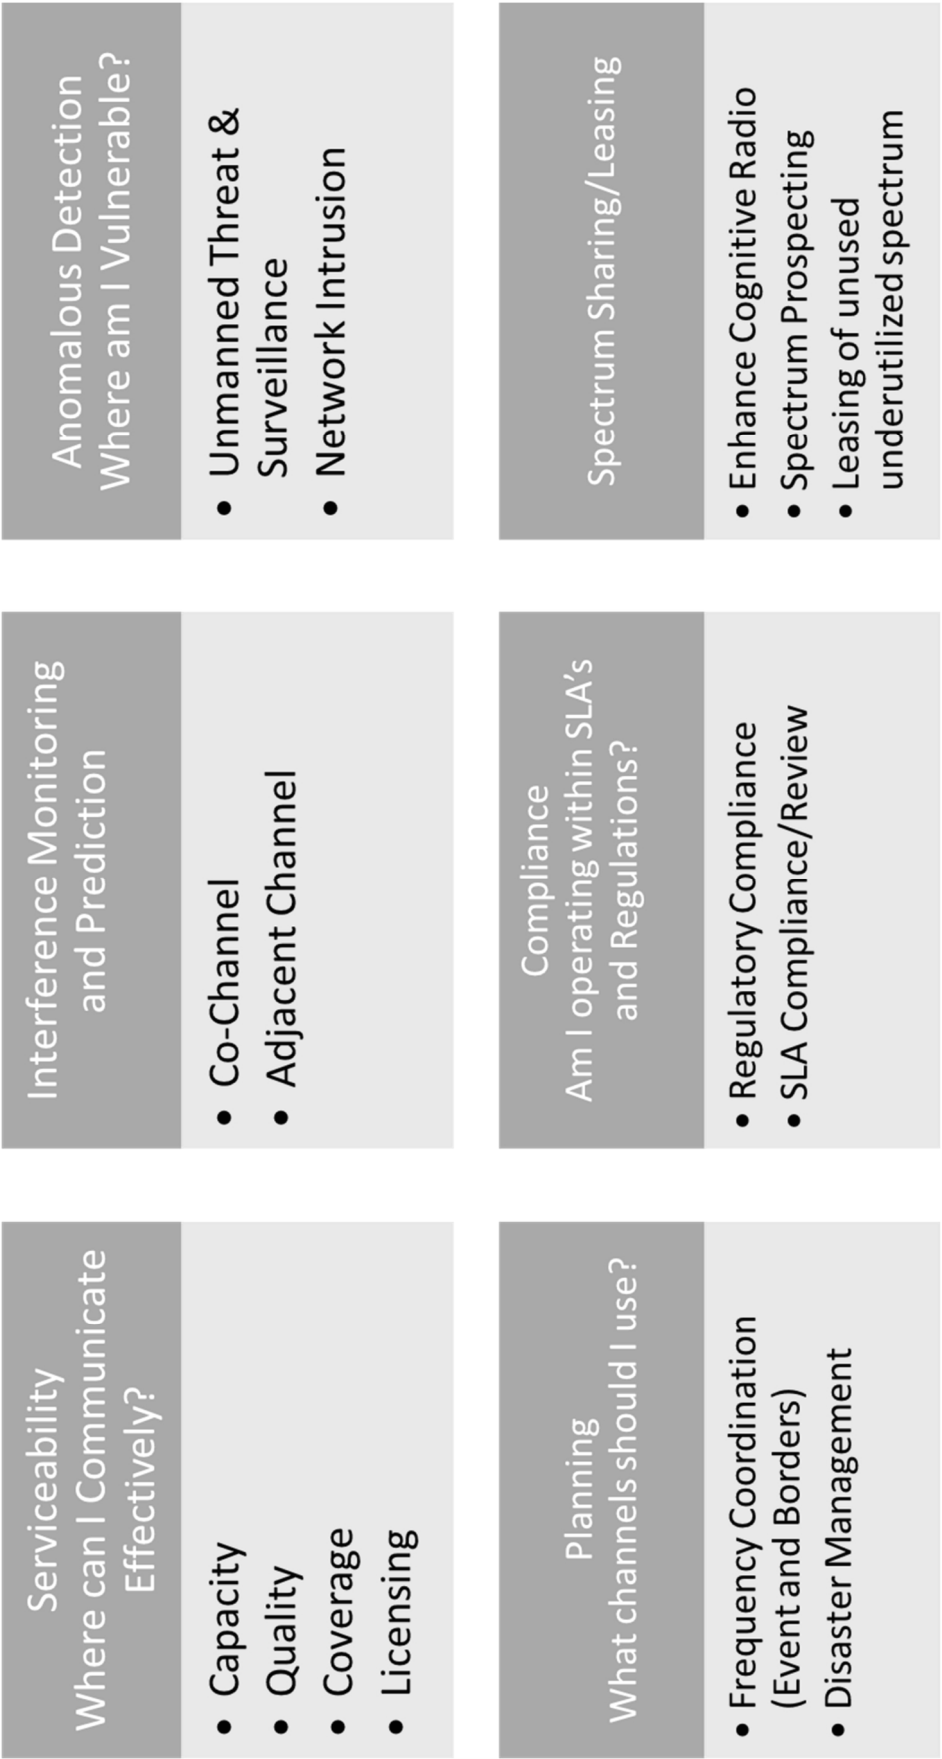 Serviceability
Where can I Communicate
Effectively?
• Capacity
• Quality
• Coverage
• Licensing
Interference Monitoring
and Prediction
• Co-Channel
• Adjacent Channel
Anomalous Detection
Where am I Vulnerable?
• Unmanned Threat &
Surveillance
• Network Intrusion
Planning
What channels should I use?
• Frequency Coordination
(Event and Borders)
• Disaster Management
Compliance
Am I operating within SLA's
and Regulations?
• Regulatory Compliance
• SLA Compliance/Review
Spectrum Sharing/Leasing
• Enhance Cognitive Radio
• Spectrum Prospecting
• Leasing of unused
underutilized spectrum